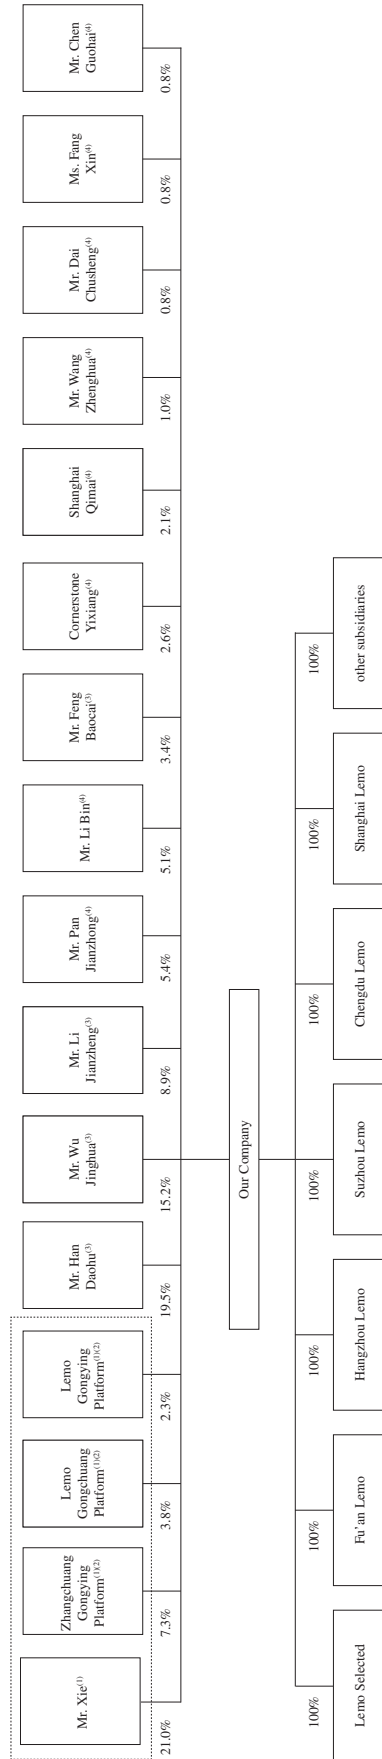 Mr. Xie(1)
Zhangchuang
Gongying
Platform(1)(2)
Lemo
Gongchuang
Platform(1)(2)
Lemo
Gongying
Platform(1)(2)
Mr. Han
Daohu(3)
Mr. Wu
Jinghua(3)
Mr. Li
Jianzheng(3)
Mr. Pan
Jianzhong(4)
Mr. Li Bin(4)
Mr. Feng
Baocai(3)
Cornerstone
Yixiang(4)
Shanghai
Qimai(4)
Mr. Wang
Zhenghua(4)
Mr. Dai
Chusheng(4)
Ms. Fang
Xin(4)
Mr. Chen
Guohai(4)
21.0%
7.3%
3.8%
2.3%
19.5%
15.2%
8.9%
5.4%
5.1%
3.4%
2.6%
2.1%
1.0%
0.8%
0.8%
0.8%
Our Company
100%
100%
100%
100%
100%
100%
100%
Lemo Selected
Fu'an Lemo
Hangzhou Lemo
Suzhou Lemo
Chengdu Lemo
Shanghai Lemo
other subsidiaries